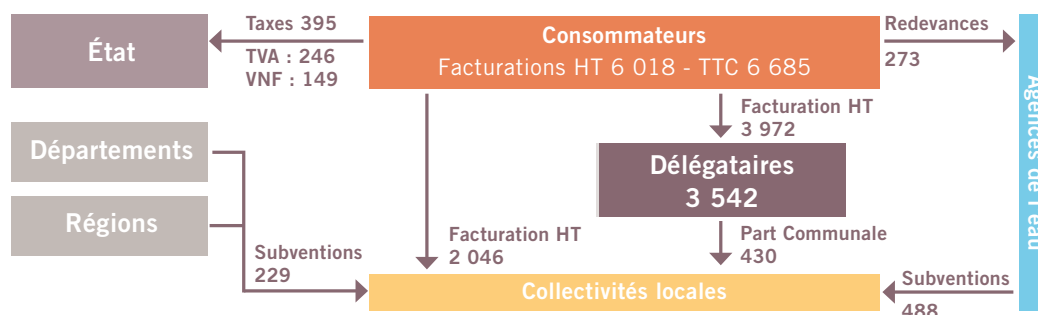 Taxes 395
État
TVA : 246
VNF : 149
Consommateurs
Facturations HT 6 018 - TTC 6 685
Redevances
273
Agences de l'eau
Départements
Régions
Facturation HT
3 972
Délégataires
3 542
Subventions
229
Facturation HT
2 046
Part Communale
430
Collectivités locales
Subventions
488